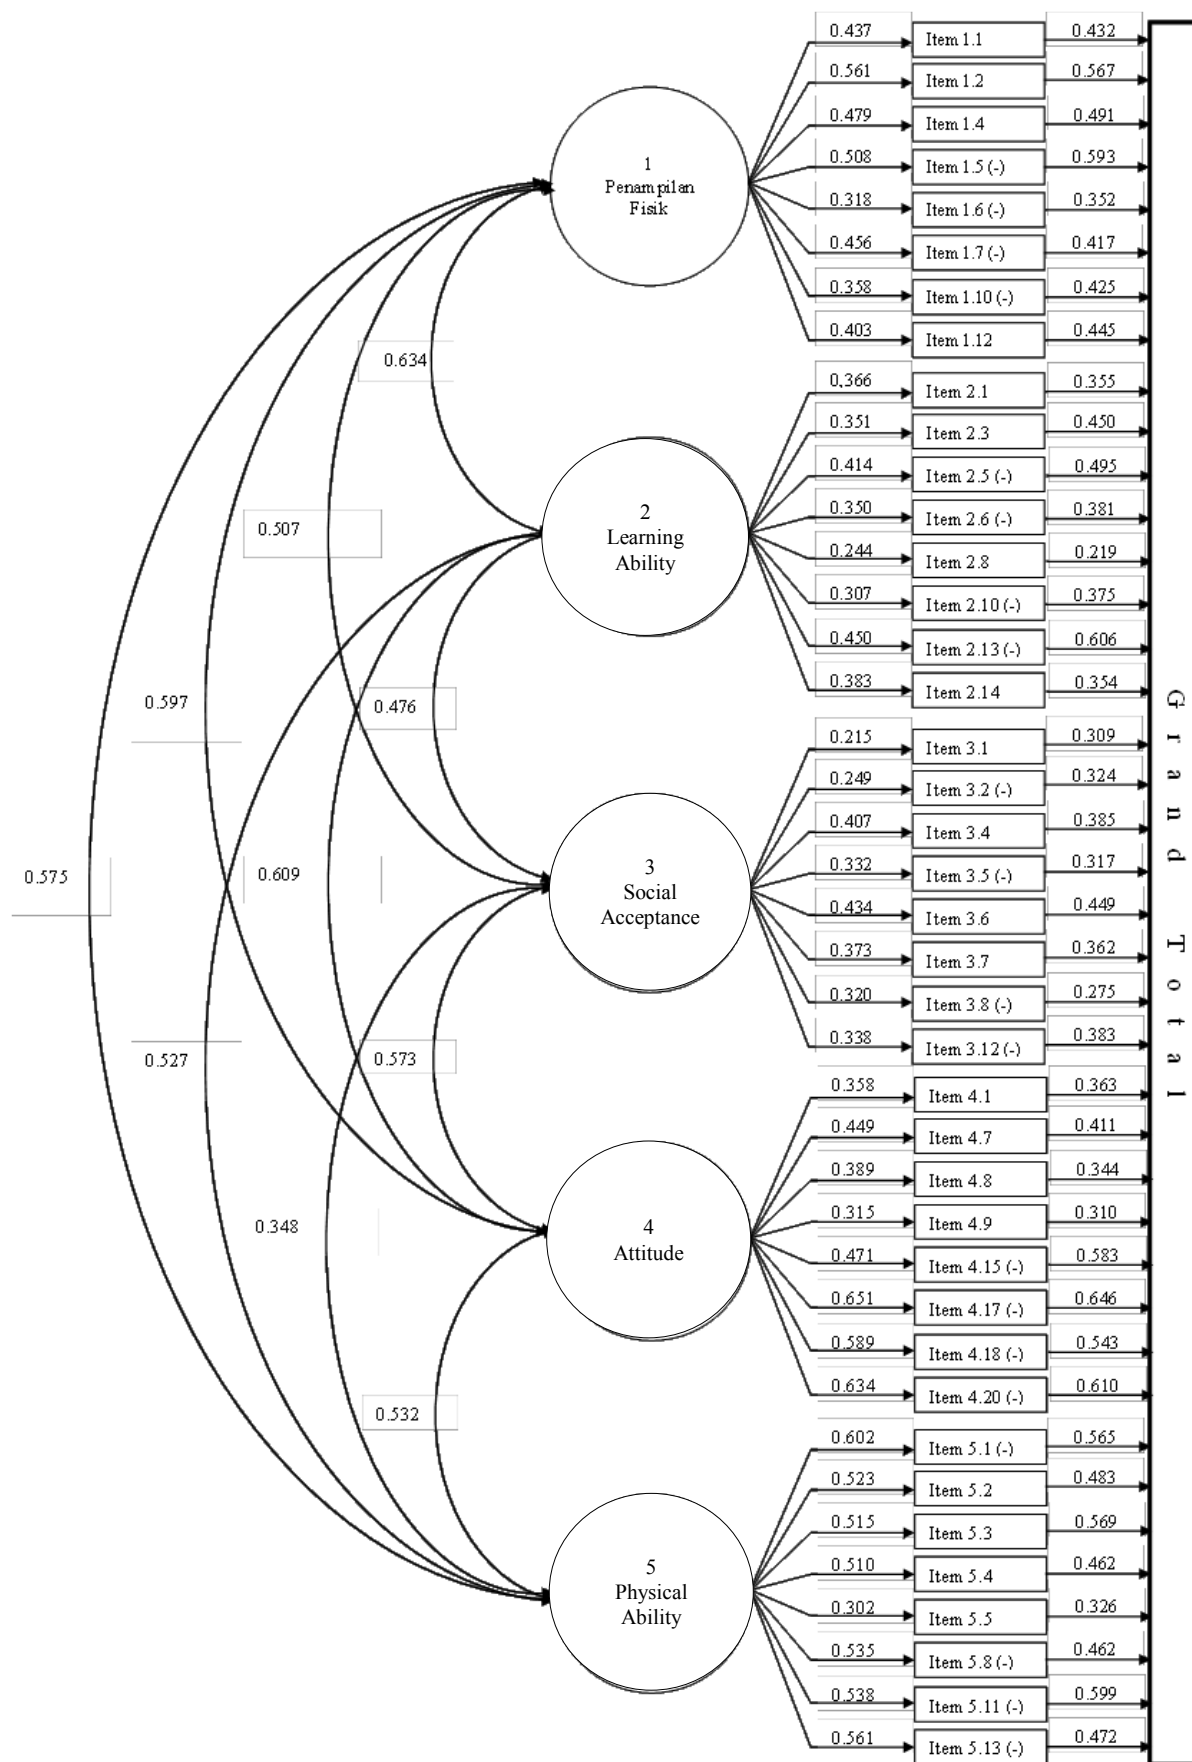 0.437 Item 1.1 0.432
0.561 Item 1.2 0.567
0.479 Item 1.4 0.491
0.508 Item 1.5 (-) 0.593
0.318 Item 1.6 (-) 0.352
0.456 Item 1.7 (-) 0.417
0.358 Item 1.10 (-) 0.425
0.403 Item 1.12 0.445
1
Penampilan
Fisik
0.634
0.366 Item 2.1 0.355
0.351 Item 2.3 0.450
0.414 Item 2.5 (-) 0.495
0.350 Item 2.6 (-) 0.381
0.244 Item 2.8 0.219
0.307 Item 2.10 (-) 0.375
0.450 Item 2.13 (-) 0.606
0.383 Item 2.14 0.354
2
Learning
Ability
0.507
0.597
0.476
0.215 Item 3.1 0.309
0.249 Item 3.2 (-) 0.324
0.407 Item 3.4 0.385
0.332 Item 3.5 (-) 0.317
0.434 Item 3.6 0.449
0.373 Item 3.7 0.362
0.320 Item 3.8 (-) 0.275
0.338 Item 3.12 (-) 0.383
3
Social
Acceptance
0.575
0.609
0.527
0.573
0.358 Item 4.1 0.363
0.449 Item 4.7 0.411
0.389 Item 4.8 0.344
0.315 Item 4.9 0.310
0.471 Item 4.15 (-) 0.583
0.651 Item 4.17 (-) 0.646
0.589 Item 4.18 (-) 0.543
0.634 Item 4.20 (-) 0.610
4
Attitude
0.348
0.532
0.602 Item 5.1 (-) 0.565
0.523 Item 5.2 0.483
0.515 Item 5.3 0.569
0.510 Item 5.4 0.462
0.302 Item 5.5 0.326
0.535 Item 5.8 (-) 0.462
0.538 Item 5.11 (-) 0.599
0.561 Item 5.13 (-) 0.472
5
Physical
Ability
Grand Total